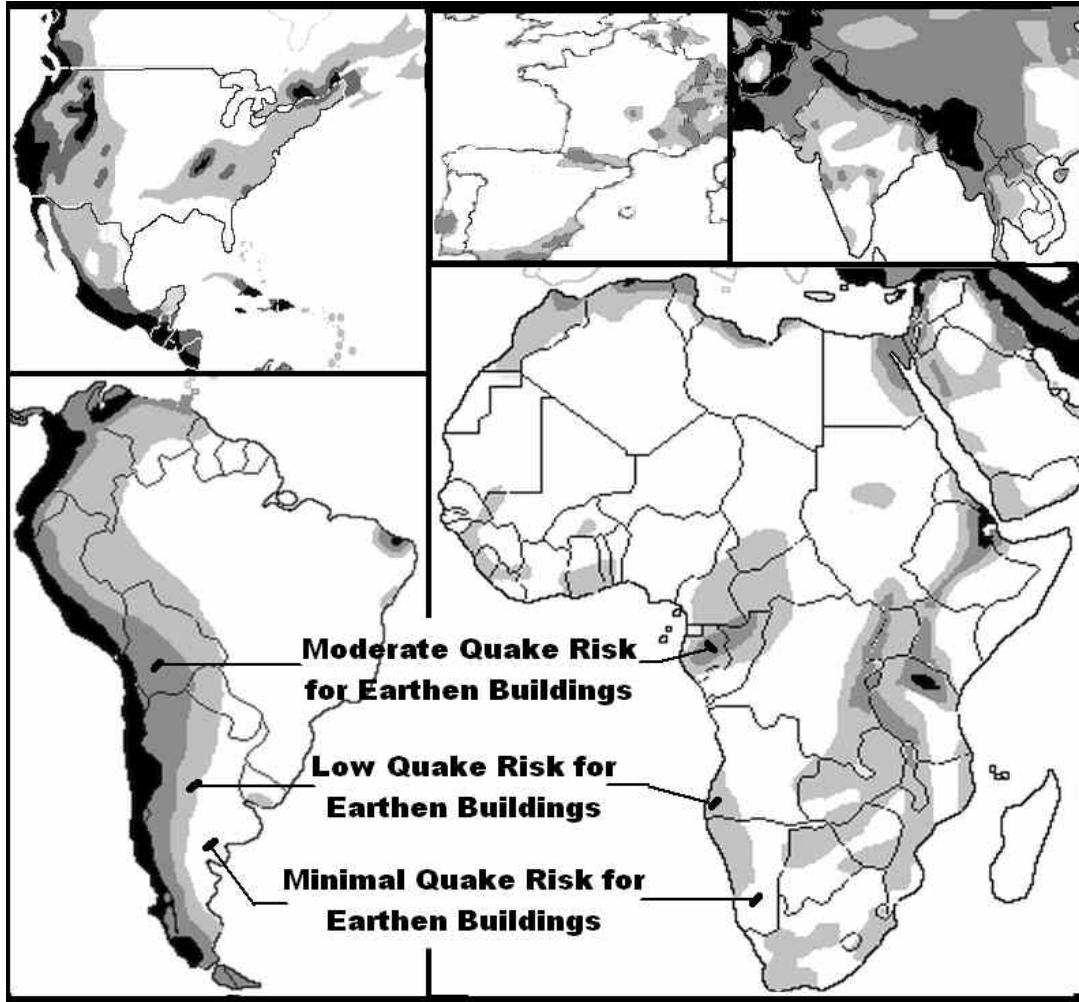 Moderate Quake Risk
for Earthen Buildings
Low Quake Risk for
Earthen Buildings
Minimal Quake Risk for
Earthen Buildings